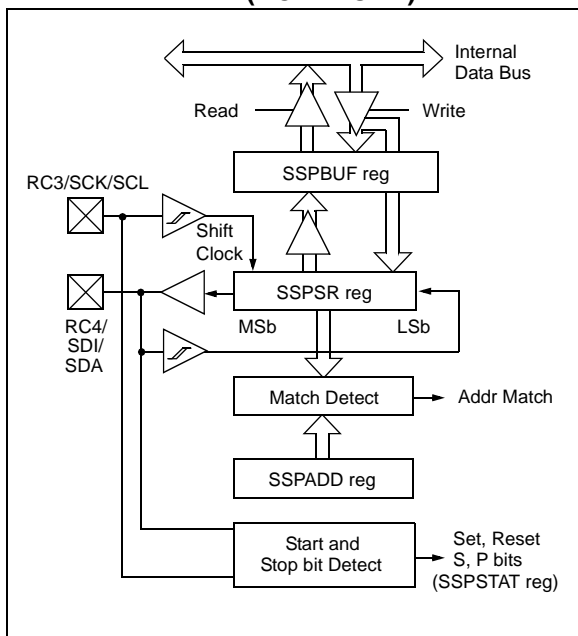 Internal
Data Bus
Read
Write
SSPBUF reg
RC3/SCK/SCL
Shift
Clock
SSPSR reg
MSb
LSb
RC4/
SDI/
SDA
Match Detect
Addr Match
SSPADD reg
Start and
Stop bit Detect
Set, Reset
S, P bits
(SSPSTAT reg)